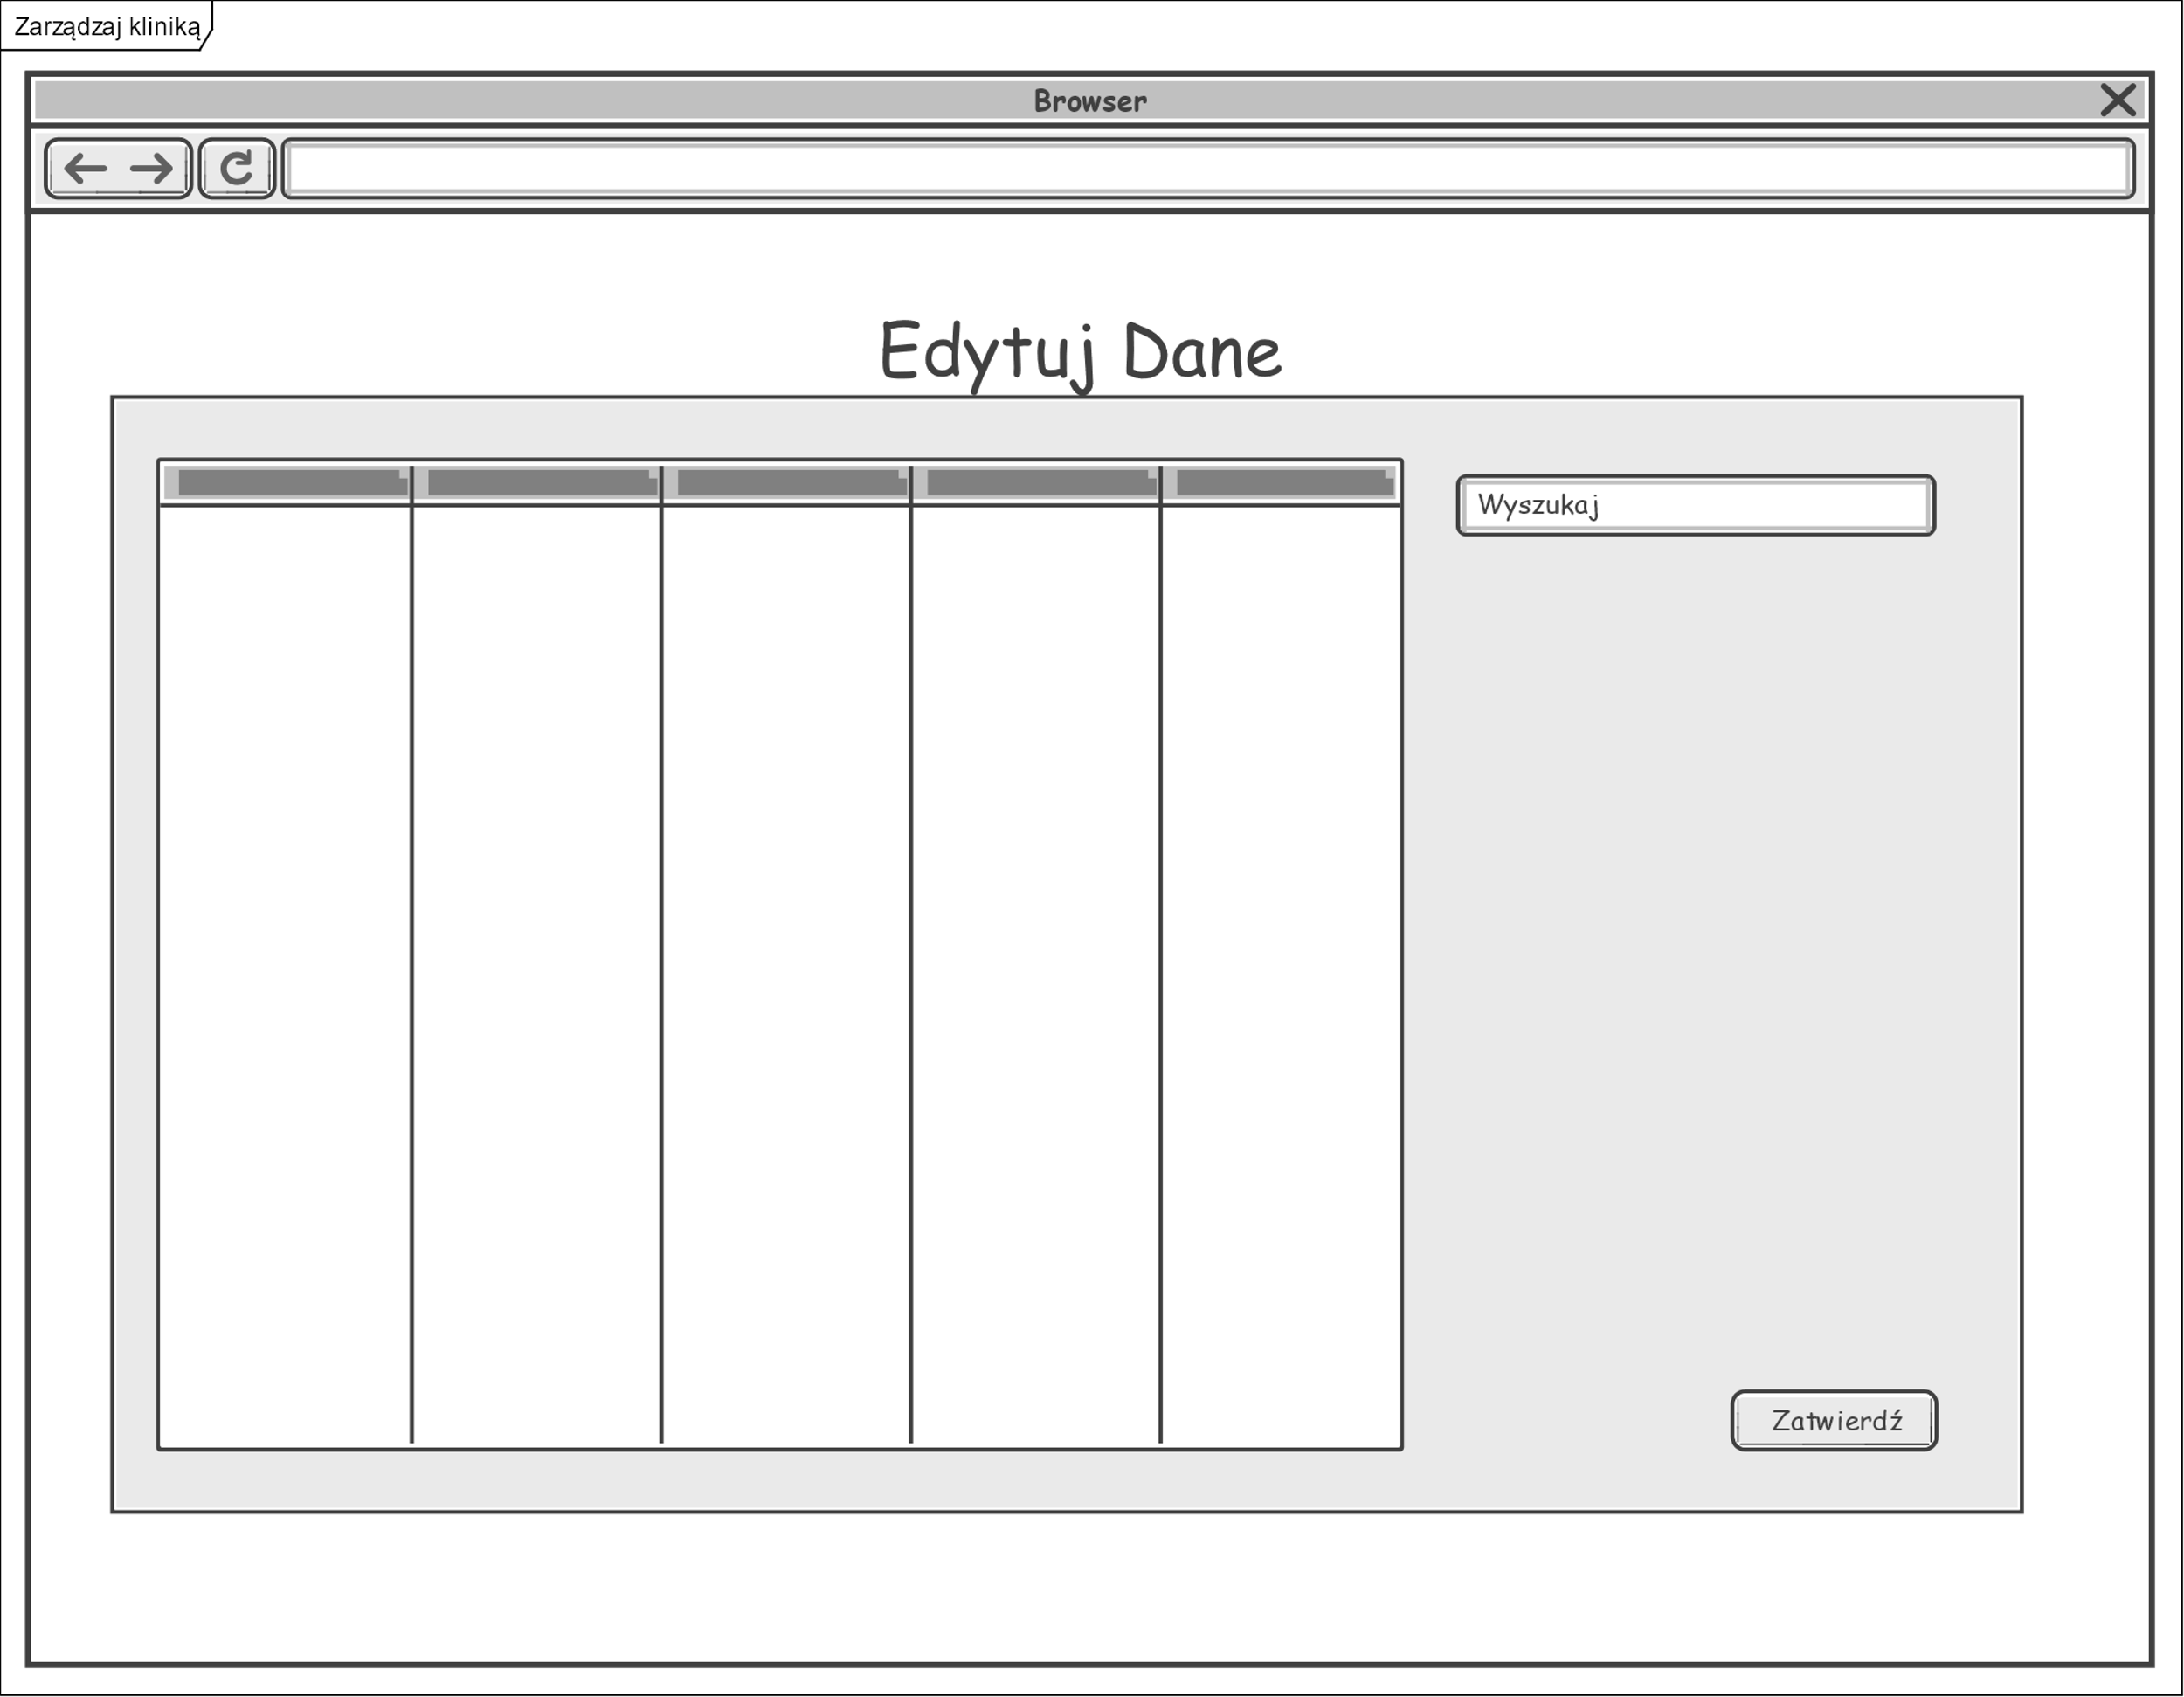 Zarządzaj kliniką
Browser
Edytuj Dane
Wyszukaj
Zatwierdź